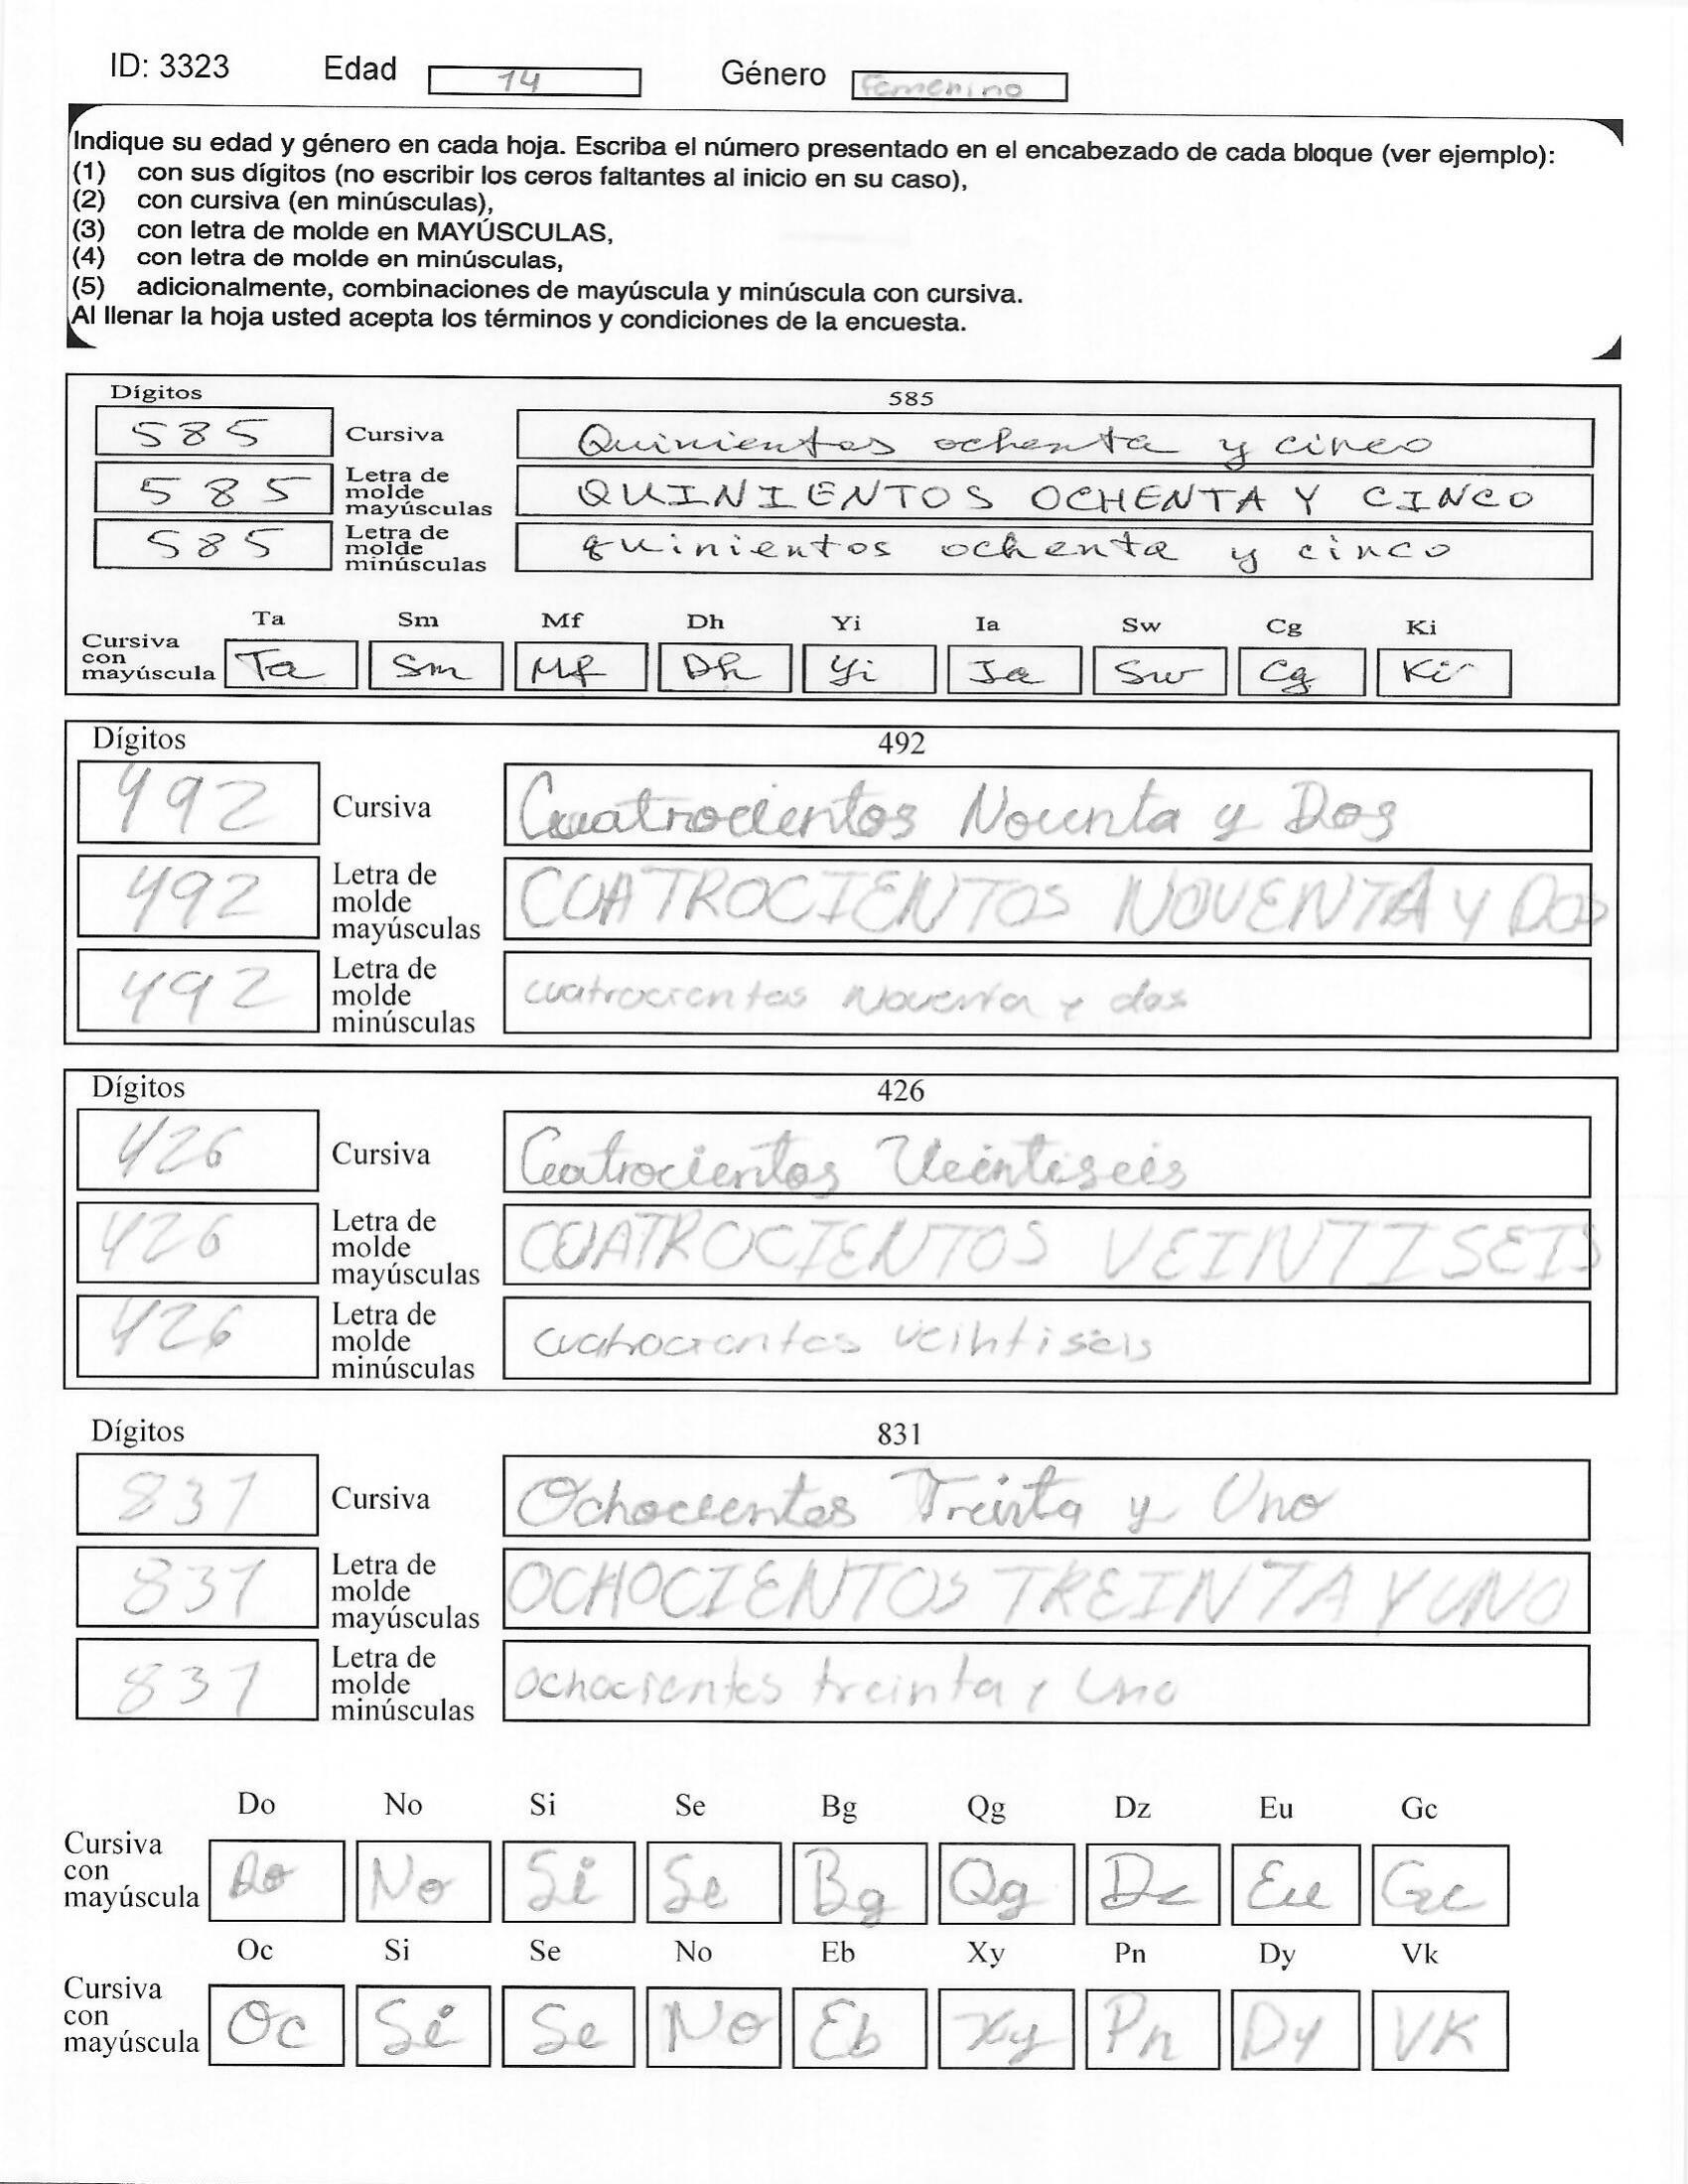 ID: 3323 Edad 14 Género Femenino
Indique su edad y género en cada hoja. Escriba el número presentado en el encabezado de cada bloque (ver ejemplo):
(1) con sus dígitos (no escribir los ceros faltantes al inicio en su caso),
(2) con cursiva (en minúsculas),
(3) con letra de molde en MAYÚSCULAS,
(4) con letra de molde en minúsculas,
(5) adicionalmente, combinaciones de mayúscula y minúscula con cursiva.
Al llenar la hoja usted acepta los términos y condiciones de la encuesta.
Dígitos 585
585 Cursiva Quinientos ochenta y cinco
585 Letra de molde mayúsculas QUINIENTOS OCHENTA Y CINCO
585 Letra de molde minúsculas quinientos ochenta y cinco
Ta Sm Mf Dh Yi Ia Sw Cg Ki
Cursiva con mayúscula Ta Sm Mf Dh Yi Ia Sw Cg Ki
Dígitos 492
492 Cursiva Cuatrocientos Nounta y Dos
492 Letra de molde mayúsculas CUATROCIENTOS NOVENTA Y DOS
492 Letra de molde minúsculas cuatrocientos noventa y dos
Dígitos 426
426 Cursiva Ceatrocientos Veintiseis
426 Letra de molde mayúsculas CUATROCIENTOS VEINTISEIS
426 Letra de molde minúsculas cuatrocientos veintiseis
Dígitos 831
831 Cursiva Ochocientos Treinta y Uno
831 Letra de molde mayúsculas OCHOCIENTOS TREINTA Y UNO
831 Letra de molde minúsculas ochocientos treinta y uno
Do No Si Se Bg Qg Dz Eu Gc
Cursiva con mayúscula Do No Si Se Bg Qg Dz Eu Gc
Oc Si Se No Eb Xy Pn Dy Vk
Cursiva con mayúscula Oc Si Se No Eb Xy Pn Dy VK